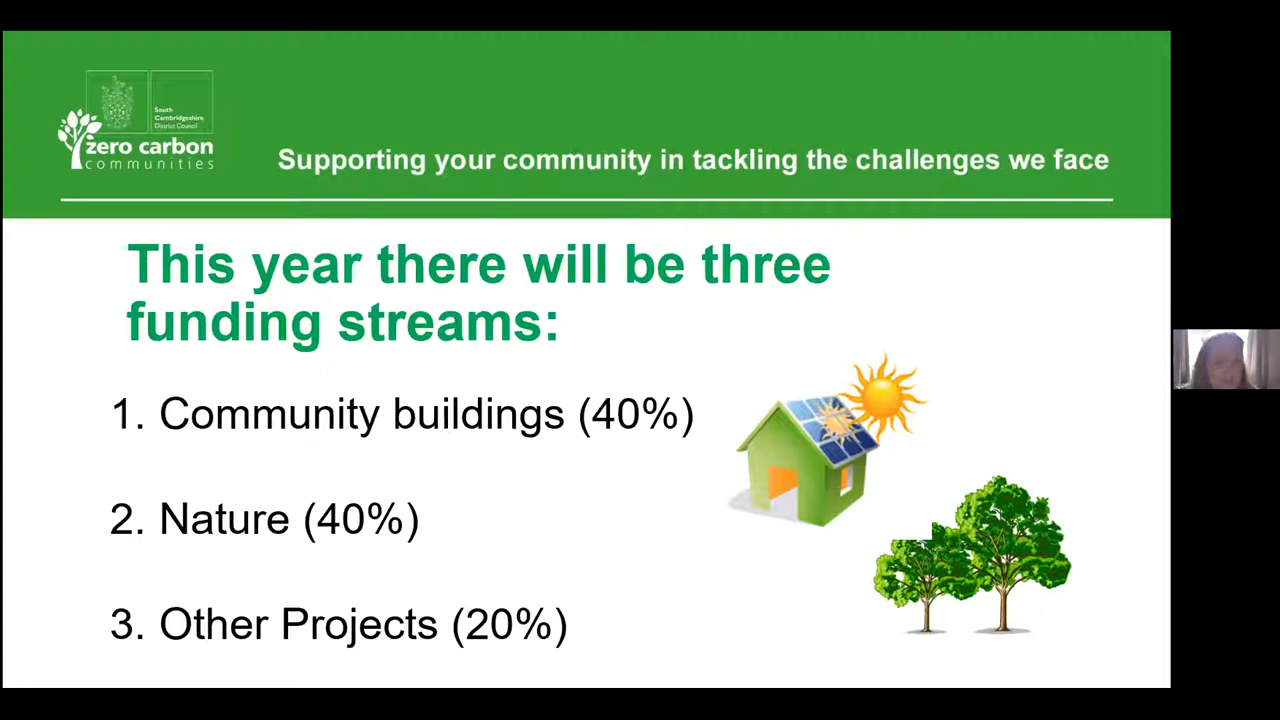 South
Cambridgeshire
District Council
zero carbon
communities
Supporting your community in tackling the challenges we face
This year there will be three
funding streams:
1. Community buildings (40%)
2. Nature (40%)
3. Other Projects (20%)